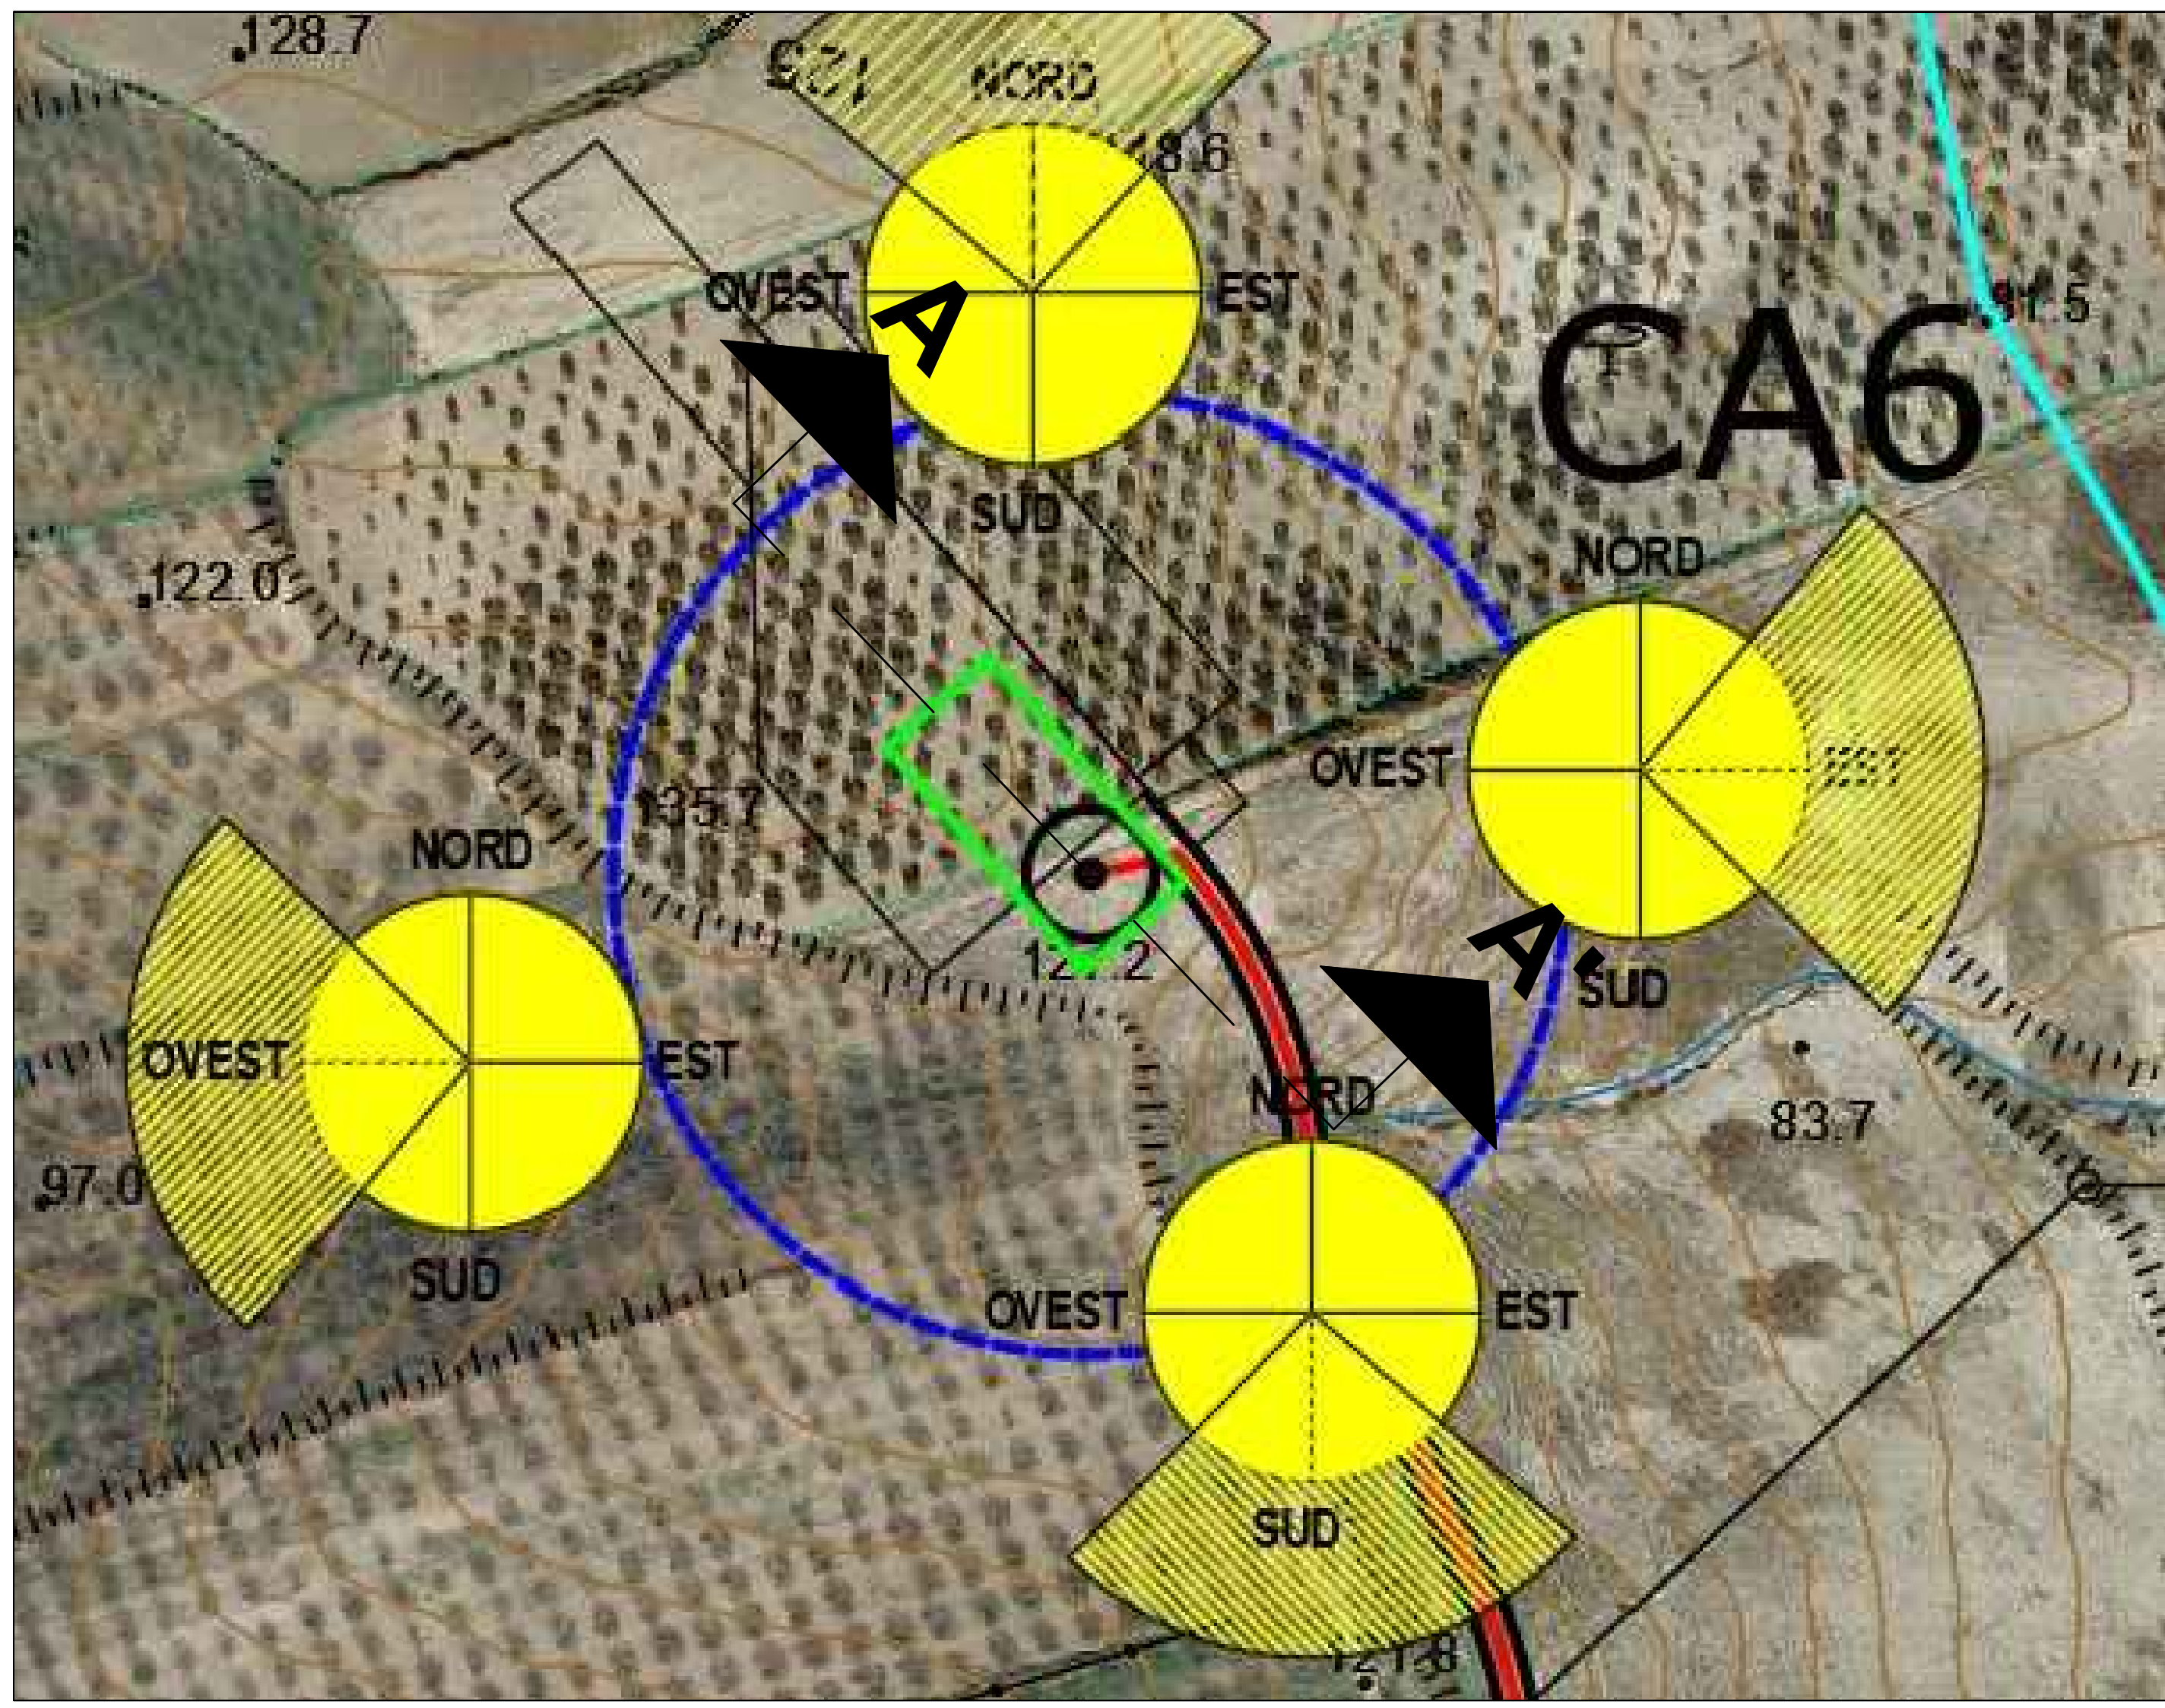 128.7
NORD
OVEST
A
EST
CA6
SUD
NORD
122.0
OVEST
135.7
NORD
A'
SUD
OVEST
EST
NORD
83.7
97.0
SUD
OVEST
EST
SUD